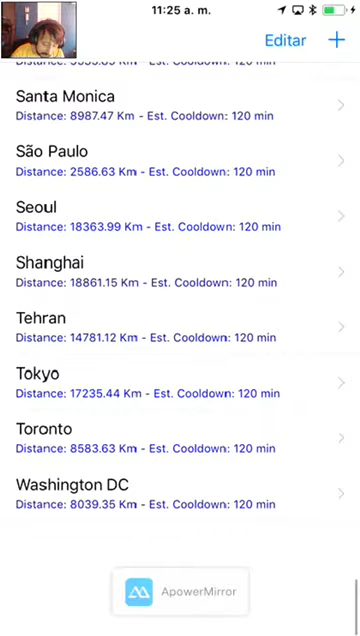 11:25 a. m.
Editar
Santa Monica
Distance: 8987.47 Km - Est. Cooldown: 120 min
São Paulo
Distance: 2586.63 Km - Est. Cooldown: 120 min
Seoul
Distance: 18363.99 Km - Est. Cooldown: 120 min
Shanghai
Distance: 18861.15 Km - Est. Cooldown: 120 min
Tehran
Distance: 14781.12 Km - Est. Cooldown: 120 min
Tokyo
Distance: 17235.44 Km - Est. Cooldown: 120 min
Toronto
Distance: 8583.63 Km - Est. Cooldown: 120 min
Washington DC
Distance: 8039.35 Km - Est. Cooldown: 120 min
ApowerMirror